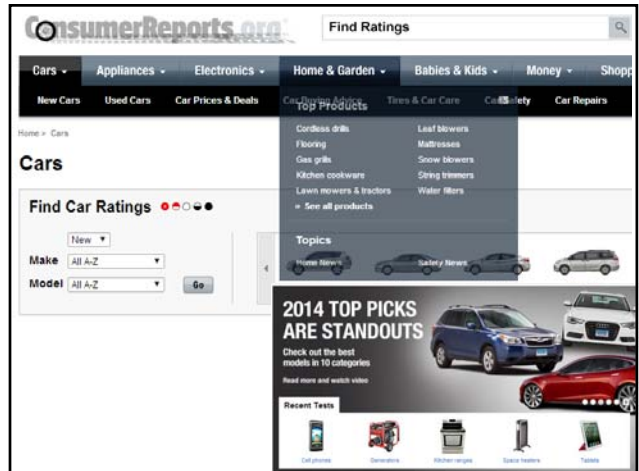 ConsumerReports.org
Find Ratings
Cars Appliances Electronics Home & Garden Babies & Kids Money Shopp
New Cars Used Cars Car Prices & Deals Car Buying Advice Tires & Car Care Car Safety Car Repairs
Top Products
Home > Cars
Cordless drills Leaf blowers
Flooring Mattresses
Cars
Gas grills Snow blowers
Kitchen cookware String trimmers
Lawn mowers & tractors Water filters
Find Car Ratings
» See all products
New
Topics
Make All A-Z
Home News Safety News
Model All A-Z Go
2014 TOP PICKS
ARE STANDOUTS
Check out the best
models in 10 categories
Read more and watch video
Recent Tests
Cell phones Generators Kitchen ranges Space heaters Tablets